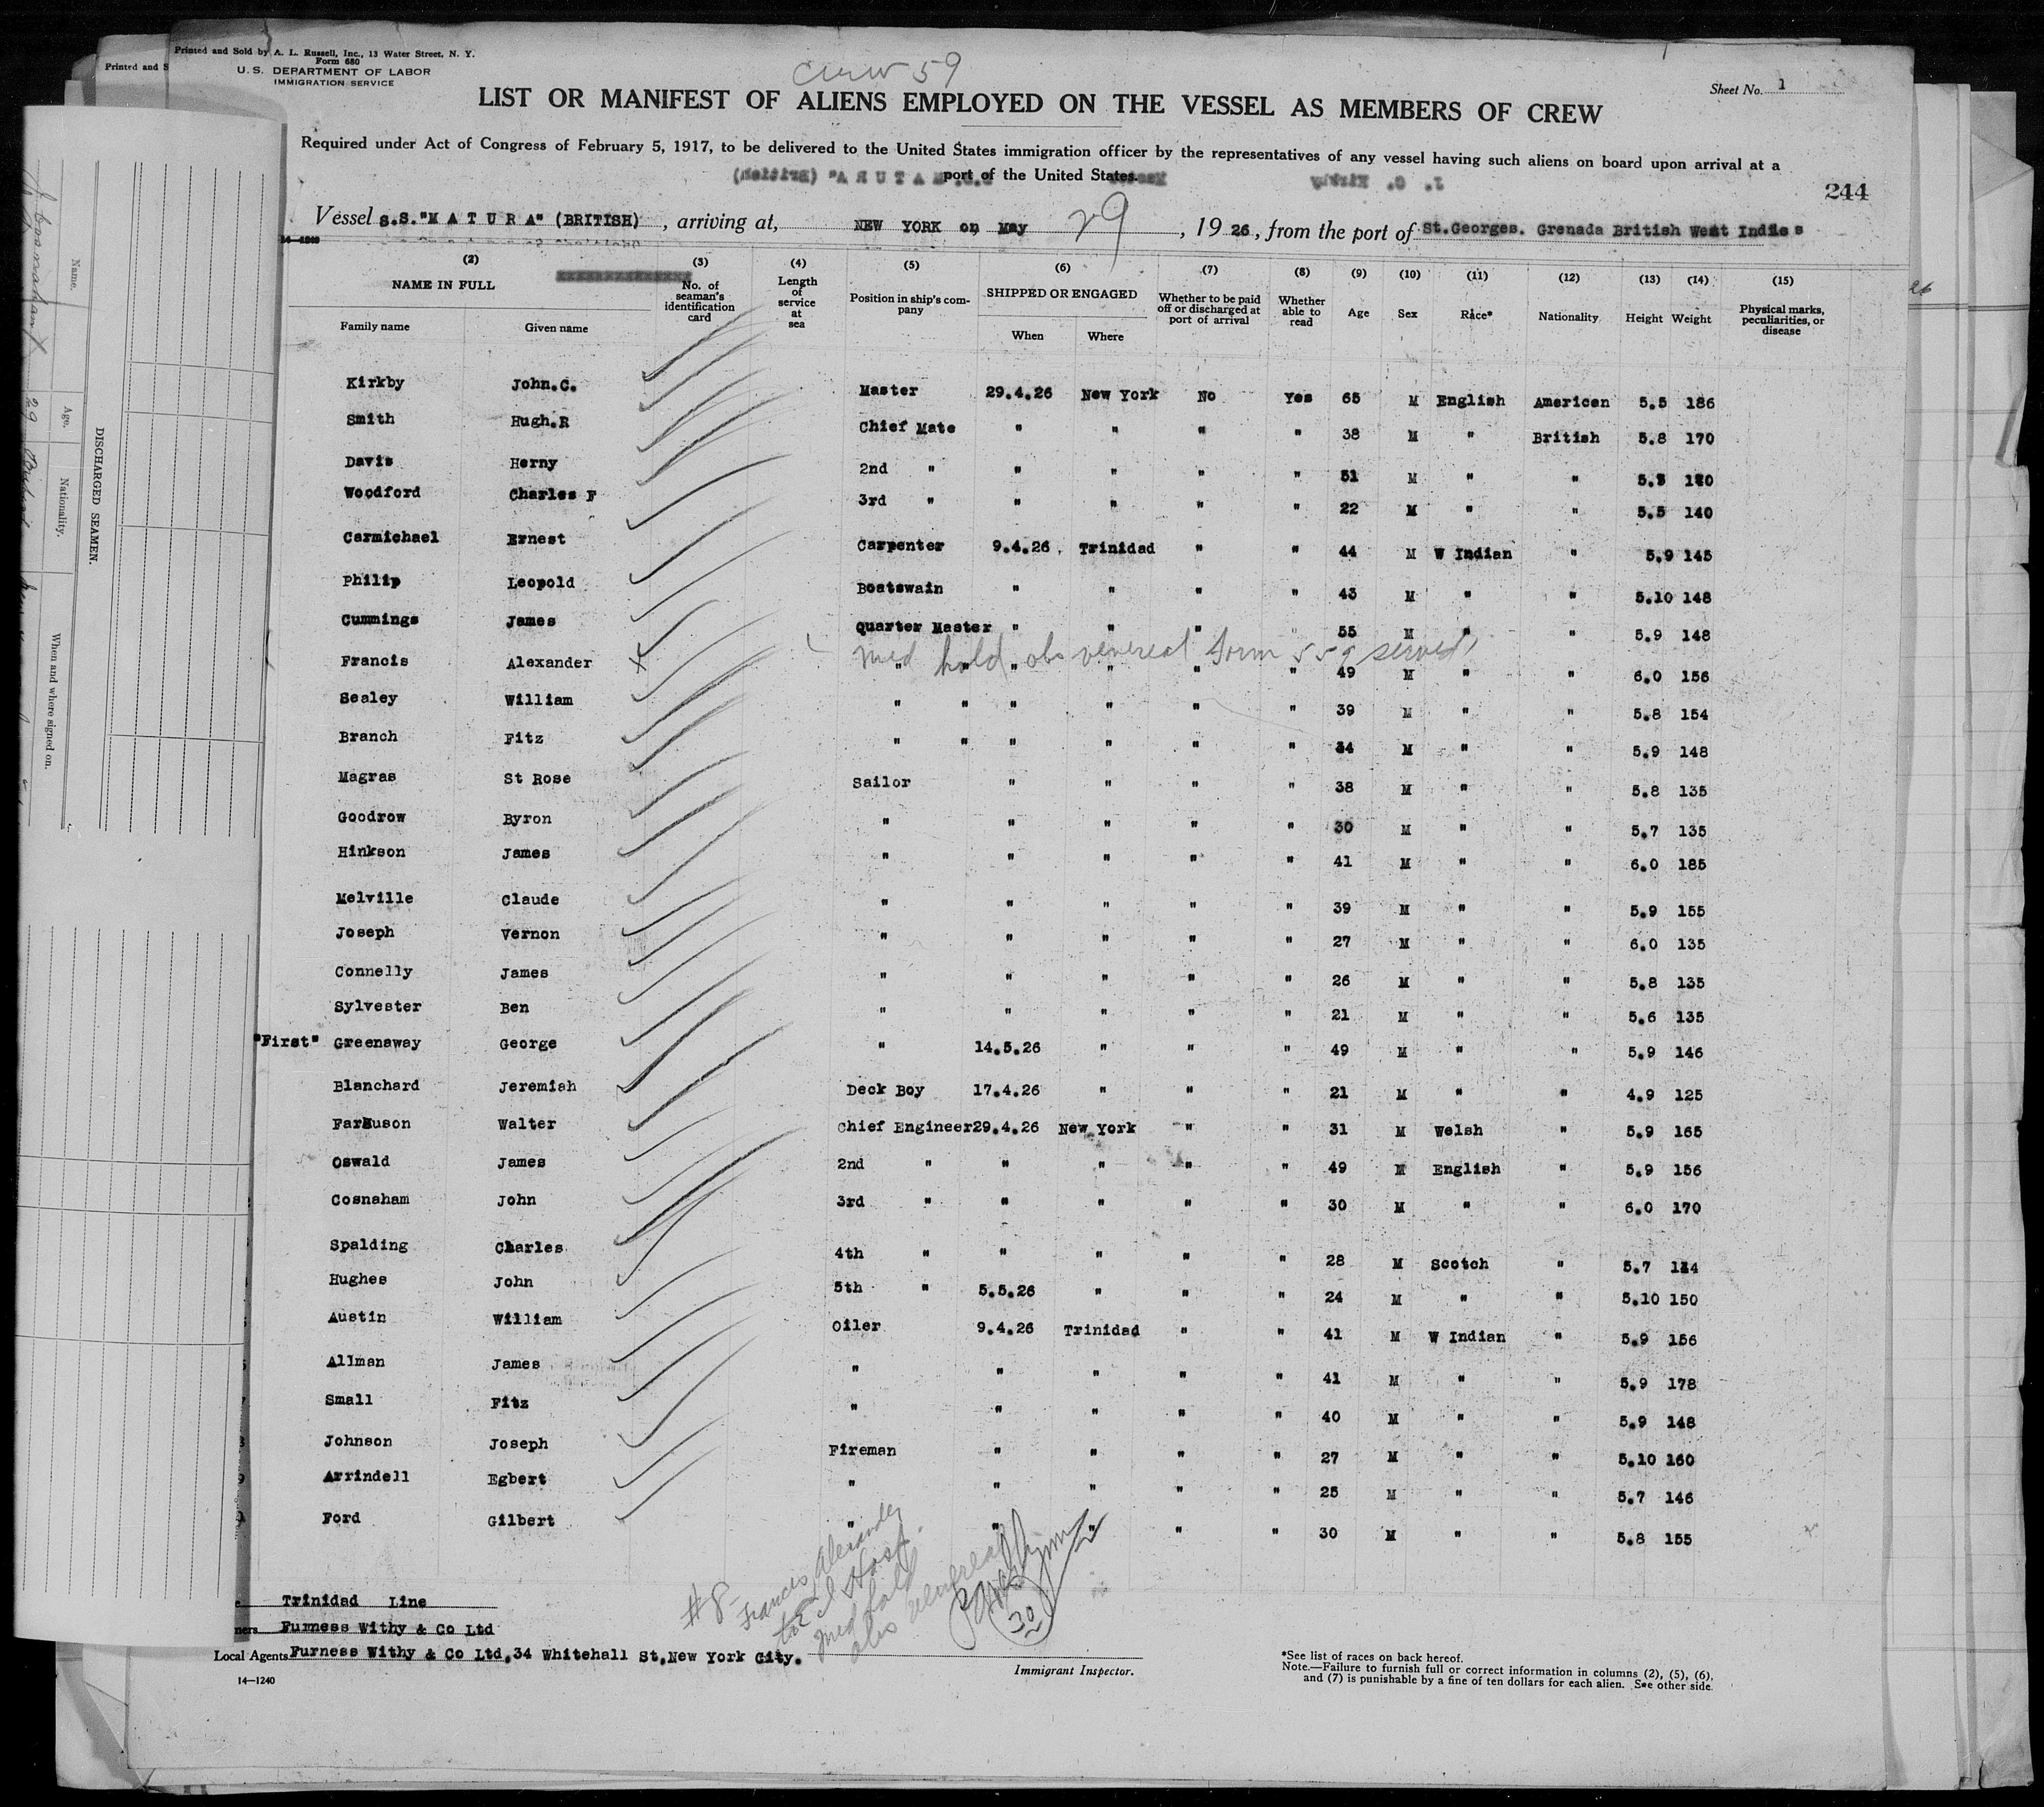 Printed and Sold by A. L. Russell, Inc., 13 Water Street, N. Y.
Form 680
Printed and S
U. S. DEPARTMENT OF LABOR
IMMIGRATION SERVICE
Crew 59
Sheet No. 1
LIST OR MANIFEST OF ALIENS EMPLOYED ON THE VESSEL AS MEMBERS OF CREW
Required under Act of Congress of February 5, 1917, to be delivered to the United States immigration officer by the representatives of any vessel having such aliens on board upon arrival at a
port of the United States.
244
Vessel S.S."M A T U R A" (BRITISH), arriving at, NEW YORK on May 29, 1926, from the port of St.Georges. Grenada British West Indies
14—1240
(2) (3) (4) (5) (6) (7) (8) (9) (10) (11) (12) (13) (14) (15)
NAME IN FULL No. of seaman's identification card Length of service at sea Position in ship's company SHIPPED OR ENGAGED Whether to be paid off or discharged at port of arrival Whether able to read Age Sex Race* Nationality Height Weight Physical marks, peculiarities, or disease
Family name Given name When Where
Kirkby John.C. Master 29.4.26 New York No Yes 65 M English American 5.5 186
Smith Hugh.R Chief Mate " " " " 38 M " British 5.8 170
Davis Herny 2nd " " " " " 51 M " "
Woodford Charles F 3rd " " " " " 22 M " " 5.5 140
Carmichael Ernest Carpenter 9.4.26. Trinidad " " 44 M W Indian " 5.9 145
Philip Leopold Boatswain " " " " 43 M " " 5.10 148
Cummings James Quarter Master " " " " 55 M " " 5.9 148
med hold obs venereal form 559 served
Francis Alexander X " " " " " " 49 M " " 6.0 156
Sealey William " " " " " " 39 M " " 5.8 154
Branch Fitz " " " " " " 34 M " " 5.9 148
Magras St Rose Sailor " " " " 38 M " " 5.8 135
Goodrow Byron " " " " " 30 M " " 5.7 135
Hinkson James " " " " " 41 M " " 6.0 185
Melville Claude " " " " " 39 M " " 5.9 155
Joseph Vernon " " " " " 27 M " " 6.0 135
Connelly James " " " " " 26 M " " 5.8 135
Sylvester Ben " " " " " 21 M " " 5.6 135
"First" Greenaway George " 14.5.26 " " " 49 M " " 5.9 146
Blanchard Jeremiah Deck Boy 17.4.26 " " " 21 M " " 4.9 125
Walter Chief Engineer 29.4.26 New York " " 31 M Welsh " 5.9 165
Oswald James 2nd " " " " " 49 M English " 5.9 156
Cosnaham John 3rd " " " " " 30 M " " 6.0 170
Spalding Charles 4th " " " " " 28 M Scotch " 5.7
Hughes John 5th " 5.5.26 " " " 24 M " " 5.10 150
Austin William Oiler 9.4.26 Trinidad " " 41 M W Indian " 5.9 156
Allman James " " " " " 41 M " " 5.9 178
Small Fitz " " " " " 40 M " " 5.9 148
Johnson Joseph Fireman " " " " 27 M " " 5.10 160
Arrindell Egbert " " " " " 25 M " " 5.7 146
Ford Gilbert " " " " " 30 M " " 5.8 155
#8 Francis Alexander
to E I Hosp.
med hold
obs venereal
30
Trinidad Line
Furness Withy & Co Ltd
Local Agents Furness Withy & Co Ltd,34 Whitehall St,New York City.
Immigrant Inspector.
14—1240
*See list of races on back hereof.
Note.—Failure to furnish full or correct information in columns (2), (5), (6),
and (7) is punishable by a fine of ten dollars for each alien. See other side.
DISCHARGED SEAMEN.
Name.
Age.
Nationality.
When and where signed on.
29
26